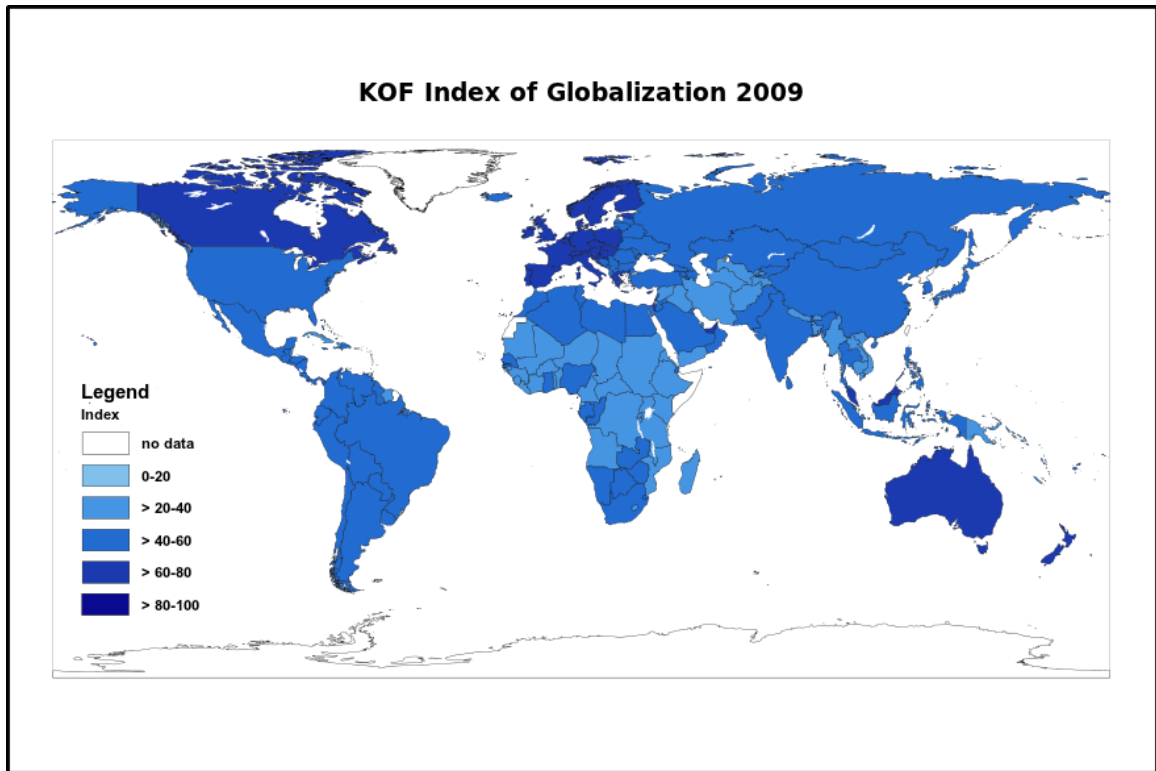 KOF Index of Globalization 2009
Legend
Index
no data
0-20
> 20-40
> 40-60
> 60-80
> 80-100